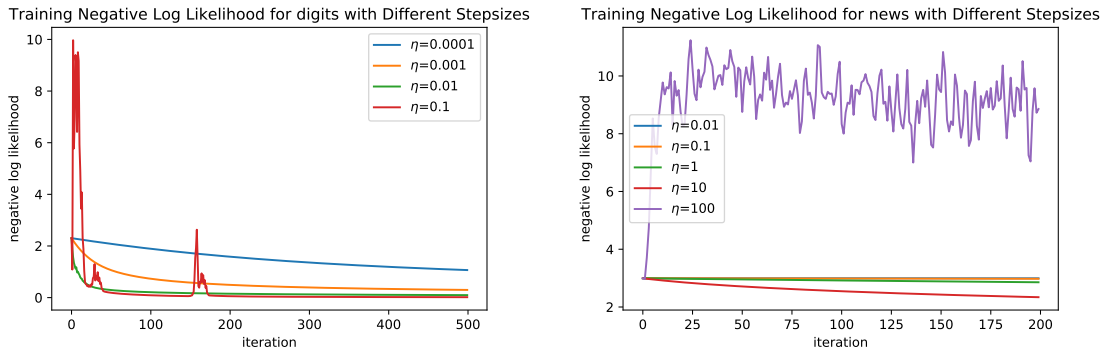 Training Negative Log Likelihood for digits with Different Stepsizes
negative log likelihood
10
8
6
4
2
0
η=0.0001
η=0.001
η=0.01
η=0.1
0 100 200 300 400 500
iteration
Training Negative Log Likelihood for news with Different Stepsizes
negative log likelihood
10
8
6
4
2
η=0.01
η=0.1
η=1
η=10
η=100
0 25 50 75 100 125 150 175 200
iteration